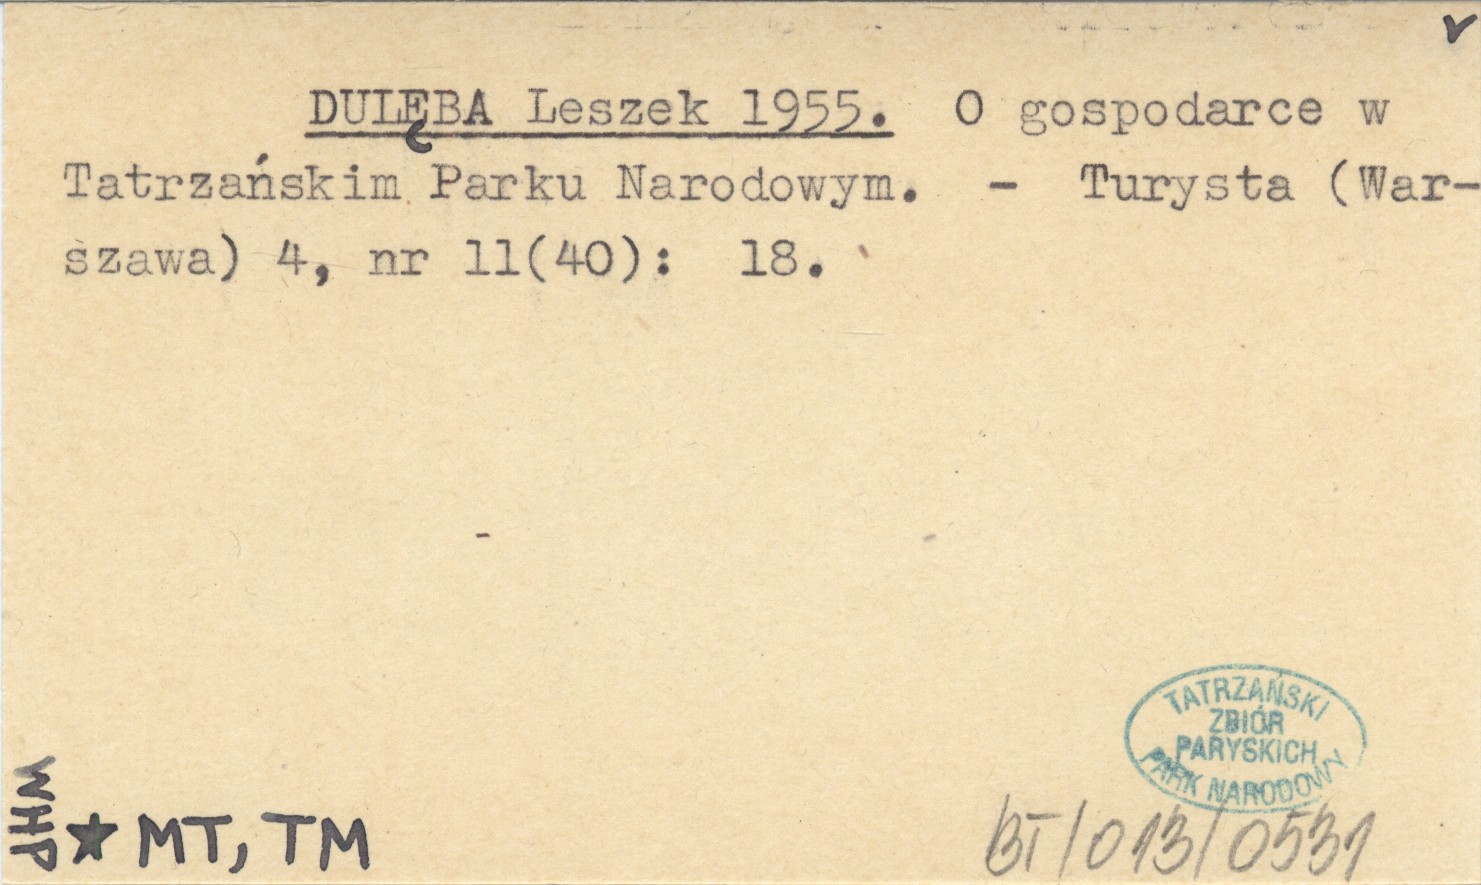 DULĘBA Leszek 1955. O gospodarce w
Tatrzańskim Parku Narodowym. - Turysta (War-
szawa) 4, nr 11(40): 18.
TATRZAŃSKI
ZBIÓR
PARYSKICH
PARK NARODOWY
WHP
★ MT, TM
BT/013/0531